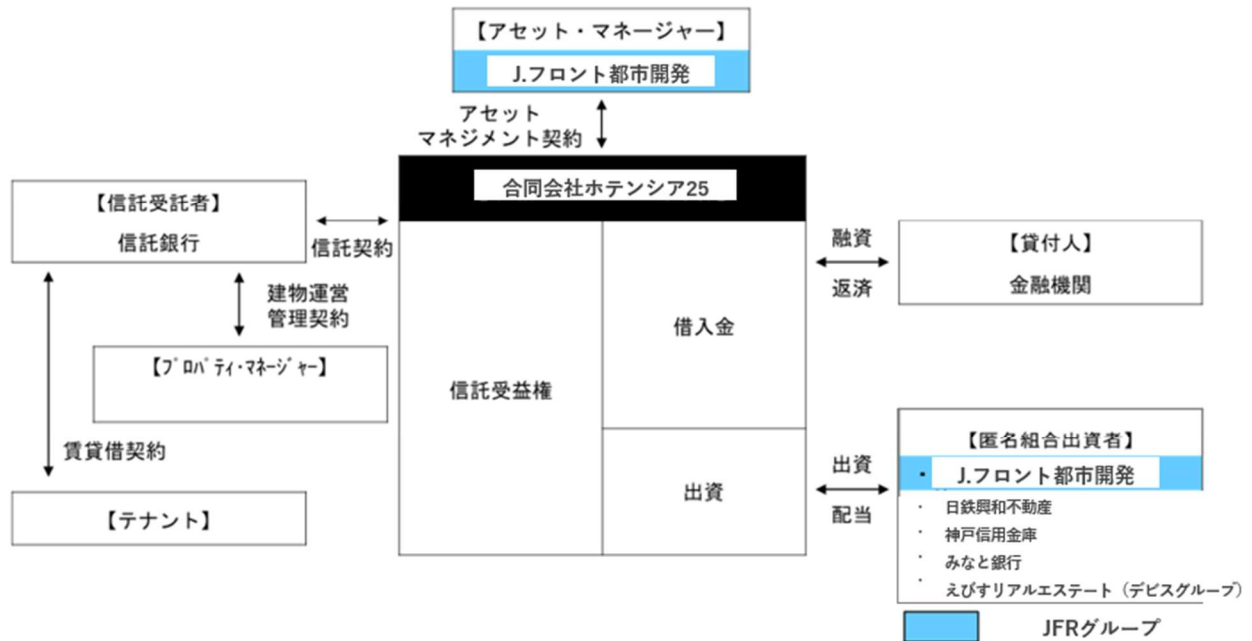 【アセット・マネージャー】
J.フロント都市開発
アセット
マネジメント契約
合同会社ホテンシア25
【信託受託者】
信託銀行
信託契約
建物運営
管理契約
【プロパティ・マネージャー】
賃貸借契約
【テナント】
信託受益権
借入金
出資
融資
返済
【貸付人】
金融機関
出資
配当
【匿名組合出資者】
・ J.フロント都市開発
・ 日鉄興和不動産
・ 神戸信用金庫
・ みなと銀行
・ えびすリアルエステート（デビスグループ）
JFRグループ